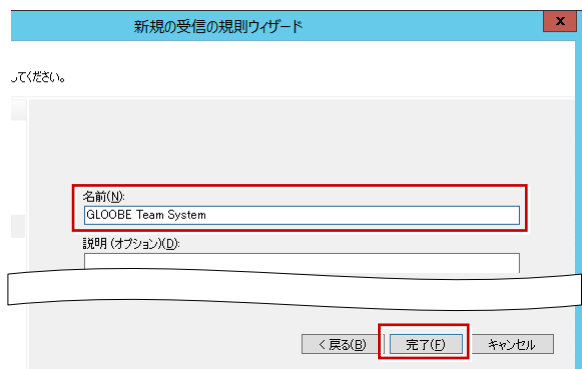 新規の受信の規則ウィザード
x
してください。
名前(N):
GLOOBE Team System
説明 (オプション)(D):
< 戻る(B)
完了(F)
キャンセル